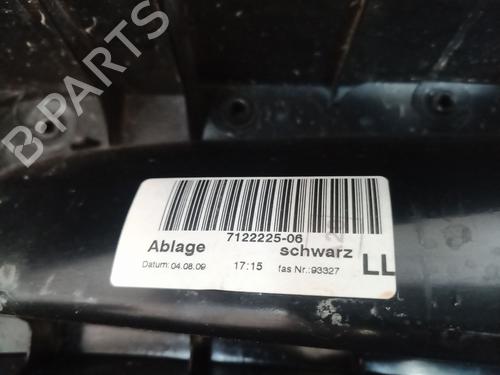 B-PARTS
7122225-06
Ablage schwarz
Datum: 04.08.09 17:15 fas Nr.:93327 LL